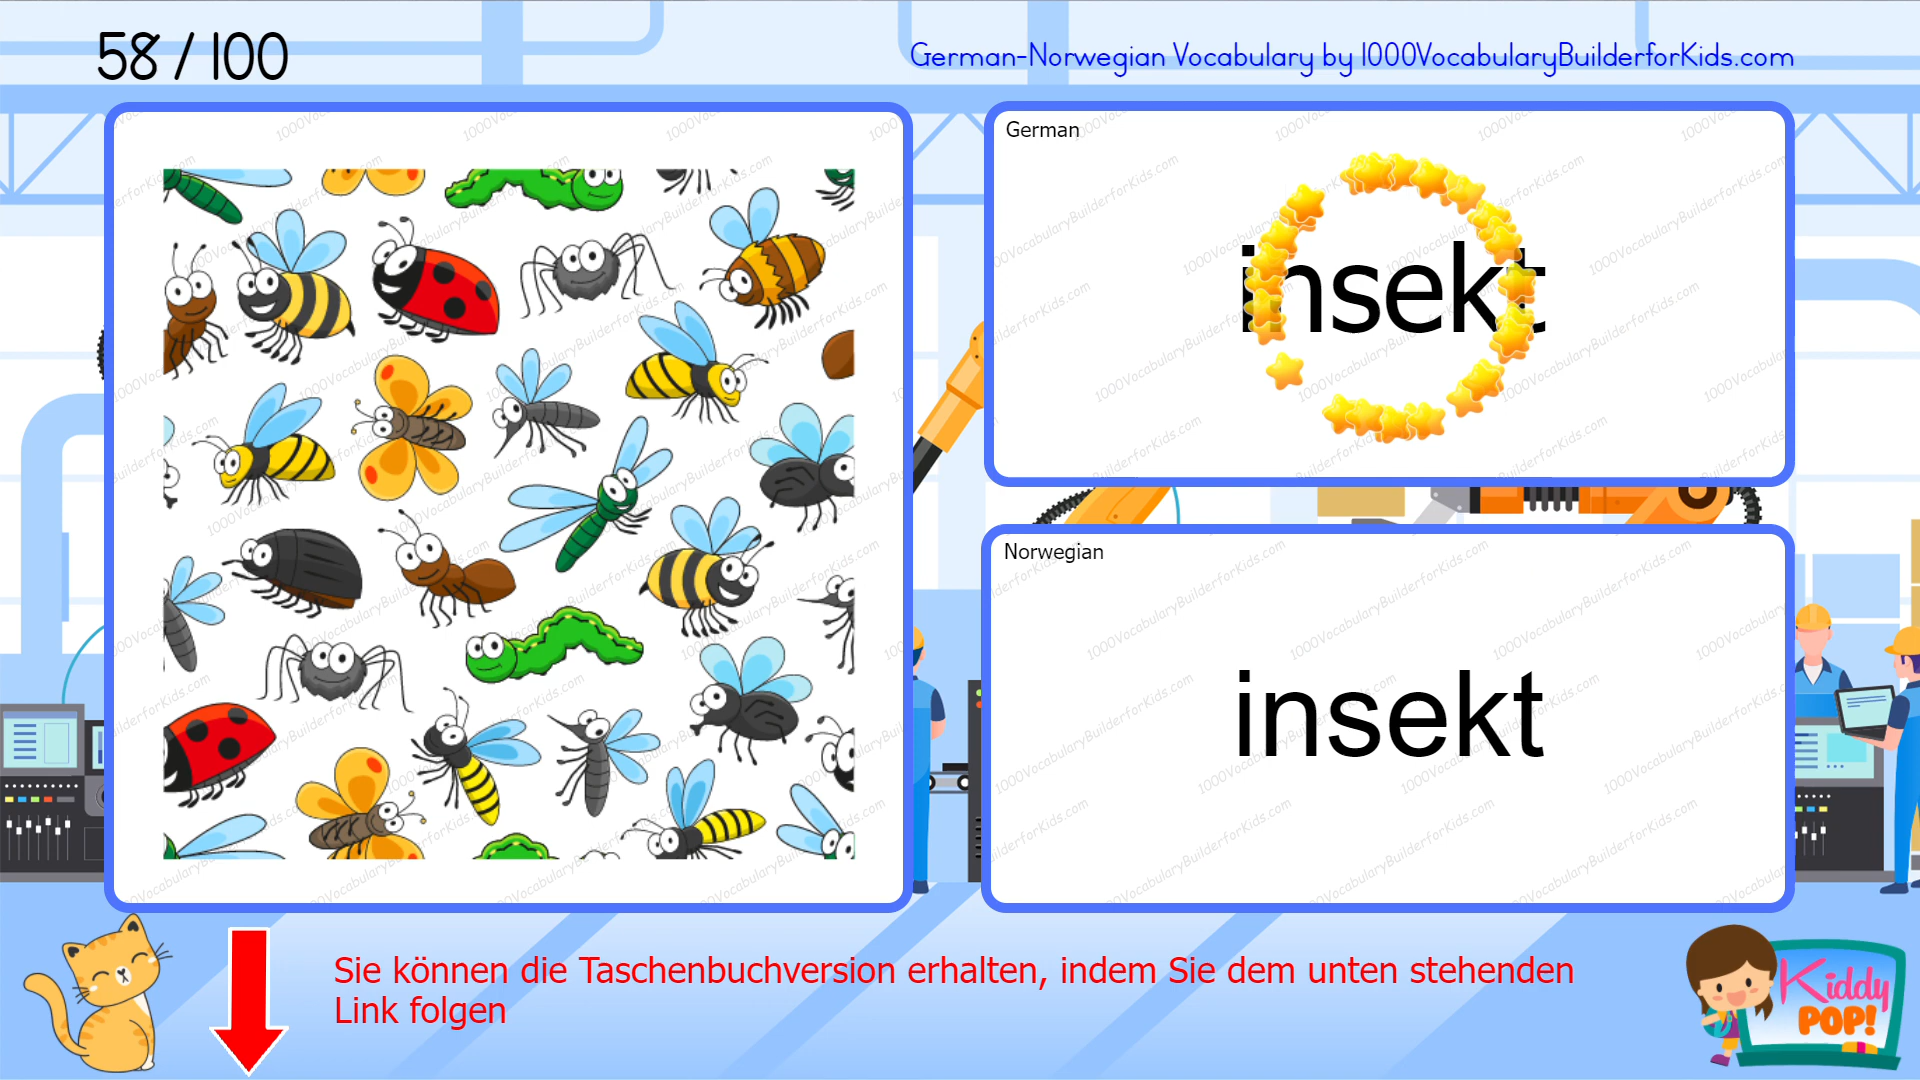 58 / 100
German-Norwegian Vocabulary by 1000VocabularyBuilderforKids.com
German
insekt
Norwegian
insekt
Sie können die Taschenbuchversion erhalten, indem Sie dem unten stehenden
Link folgen
Kiddy
POP!